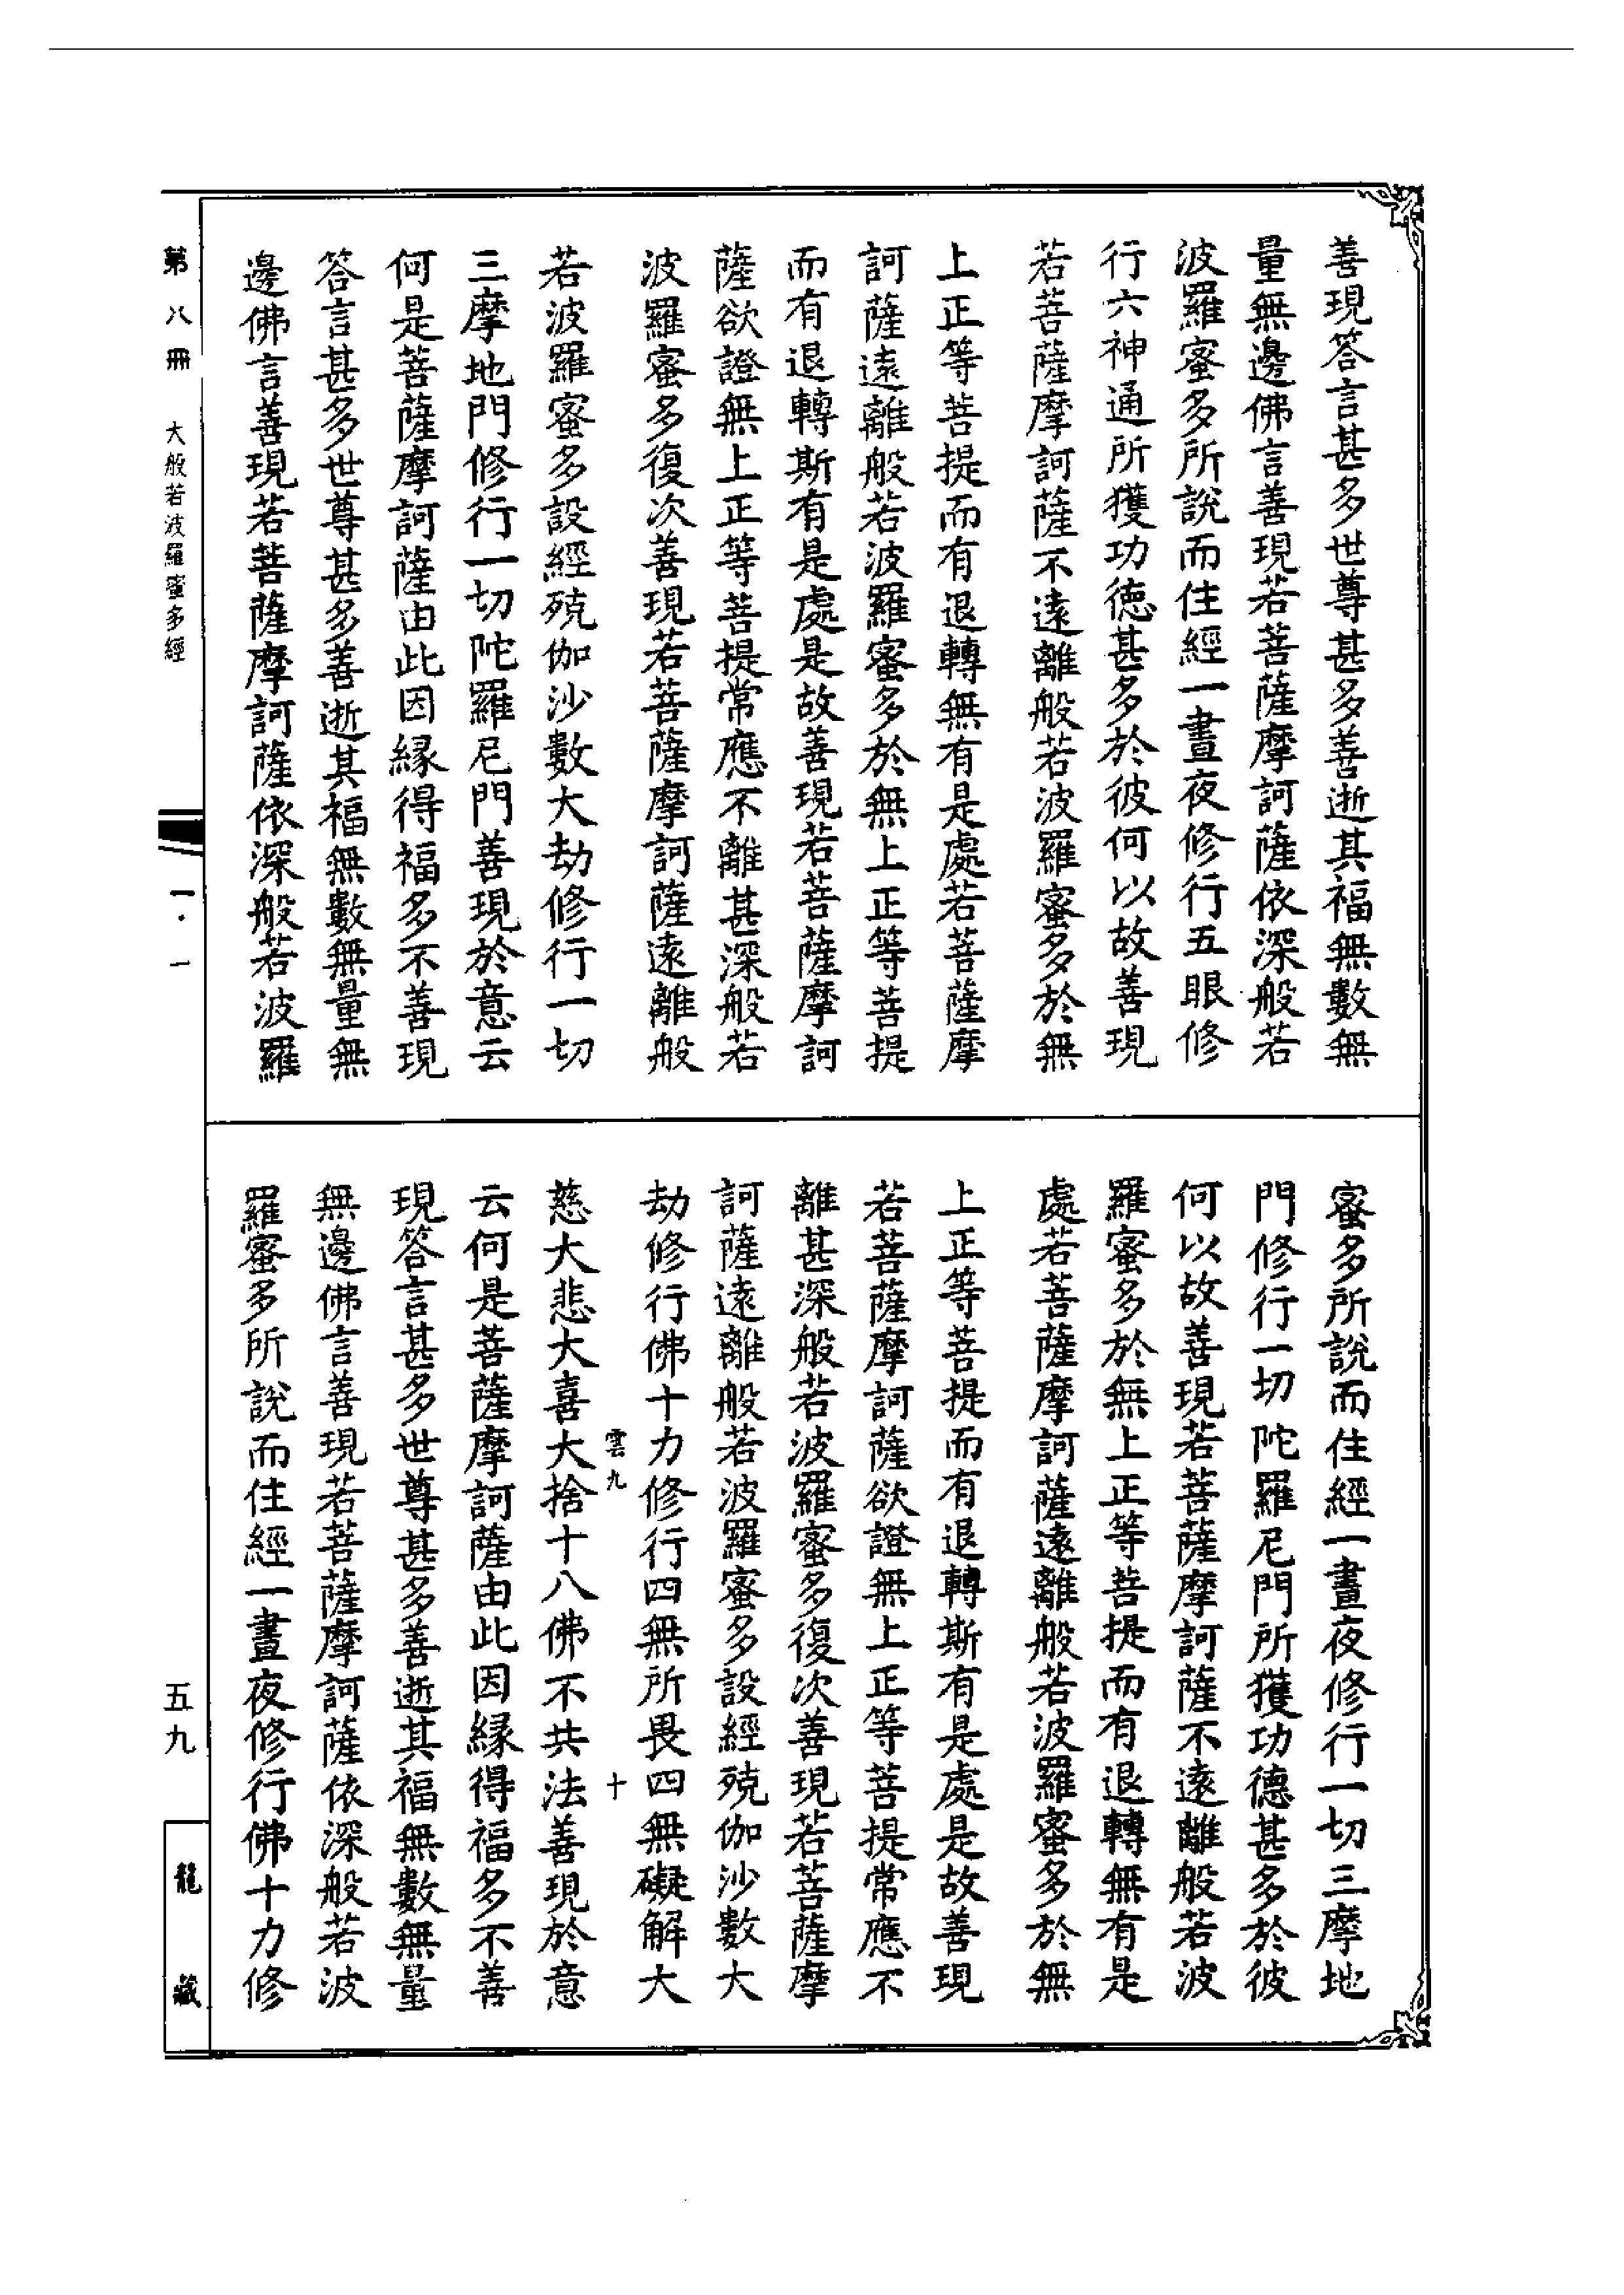 善現答言甚多世尊甚多善逝其福無數無
量無邊佛言善現若菩薩摩訶薩依深般若
波羅蜜多所說而住經一晝夜修行五眼修
行六神通所獲功德甚多於彼何以故善現
若菩薩摩訶薩不遠離般若波羅蜜多於無
上正等菩提而有退轉無有是處若菩薩摩
訶薩遠離般若波羅蜜多於無上正等菩提
而有退轉斯有是處是故善現若菩薩摩訶
薩欲證無上正等菩提常應不離甚深般若
波羅蜜多復次善現若菩薩摩訶薩遠離般
若波羅蜜多設經殑伽沙數大劫修行一切
三摩地門修行一切陀羅尼門善現於意云
何是菩薩摩訶薩由此因緣得福多不善現
答言甚多世尊甚多善逝其福無數無量無
邊佛言善現若菩薩摩訶薩依深般若波羅
蜜多所說而住經一晝夜修行一切三摩地
門修行一切陀羅尼門所獲功德甚多於彼
何以故善現若菩薩摩訶薩不遠離般若波
羅蜜多於無上正等菩提而有退轉無有是
處若菩薩摩訶薩遠離般若波羅蜜多於無
上正等菩提而有退轉斯有是處是故善現
若菩薩摩訶薩欲證無上正等菩提常應不
離甚深般若波羅蜜多復次善現若菩薩摩
訶薩遠離般若波羅蜜多設經殑伽沙數大
劫修行佛十力修行四無所畏四無礙解大
雲九 十
慈大悲大喜大捨十八佛不共法善現於意
云何是菩薩摩訶薩由此因緣得福多不善
現答言甚多世尊甚多善逝其福無數無量
無邊佛言善現若菩薩摩訶薩依深般若波
羅蜜多所說而住經一晝夜修行佛十力修
第八冊 大般若波羅蜜多經 一·一 五九 龍藏